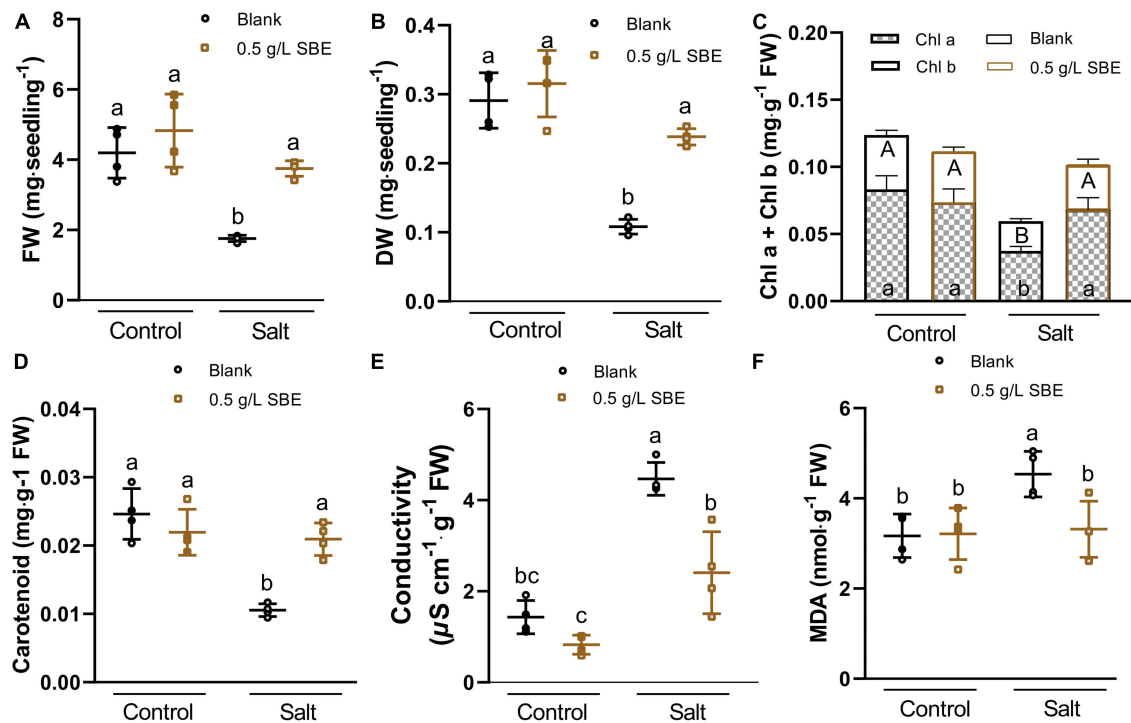 A
FW (mg·seedling⁻¹)
8
6
4
2
0
Blank
0.5 g/L SBE
a
a
b
a
Control
Salt
B
DW (mg·seedling⁻¹)
0.4
0.3
0.2
0.1
0.0
Blank
0.5 g/L SBE
a
a
b
a
Control
Salt
C
Chl a + Chl b (mg·g⁻¹ FW)
0.20
0.15
0.10
0.05
0.00
Chl a
Blank
Chl b
0.5 g/L SBE
A
A
B
A
a
a
b
a
Control
Salt
D
Carotenoid (mg·g-1 FW)
0.04
0.03
0.02
0.01
0.00
Blank
0.5 g/L SBE
a
a
b
a
Control
Salt
E
Conductivity
(µS cm⁻¹· g⁻¹ FW)
6
4
2
0
Blank
0.5 g/L SBE
bc
c
a
b
Control
Salt
F
MDA (nmol·g⁻¹ FW)
6
4
2
0
Blank
0.5 g/L SBE
b
b
a
b
Control
Salt